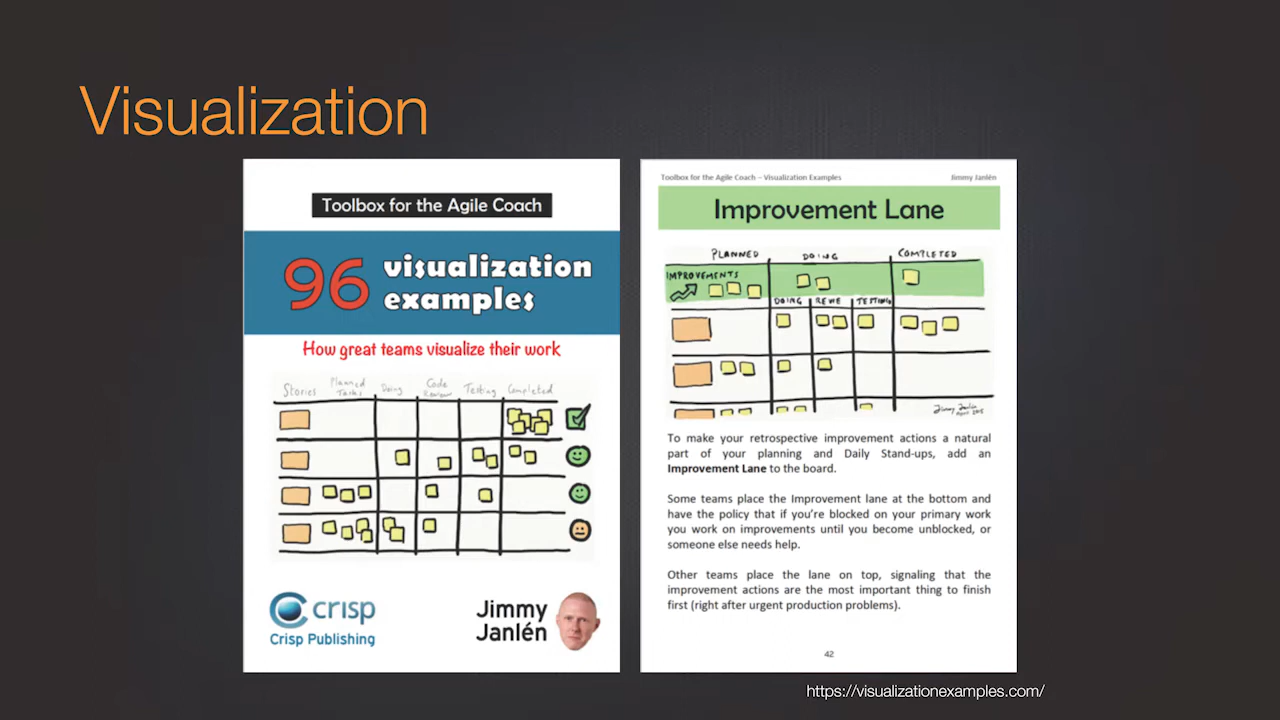 Visualization
Toolbox for the Agile Coach
96 visualization
examples
How great teams visualize their work
Stories Planned Tasks Doing Code Review Testing Completed
crisp
Crisp Publishing
Jimmy
Janlén
Toolbox for the Agile Coach – Visualization Examples Jimmy Janlén
Improvement Lane
PLANNED DOING COMPLETED
IMPROVEMENTS
DOING REVIE TESTING
Jimmy Janlén
To make your retrospective improvement actions a natural
part of your planning and Daily Stand-ups, add an
Improvement Lane to the board.
Some teams place the Improvement lane at the bottom and
have the policy that if you're blocked on your primary work
you work on improvements until you become unblocked, or
someone else needs help.
Other teams place the lane on top, signaling that the
improvement actions are the most important thing to finish
first (right after urgent production problems).
42
https://visualizationexamples.com/